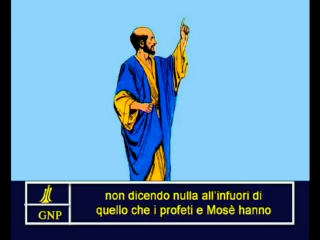 non dicendo nulla all'infuori di
quello che i profeti e Mosè hanno
GNP